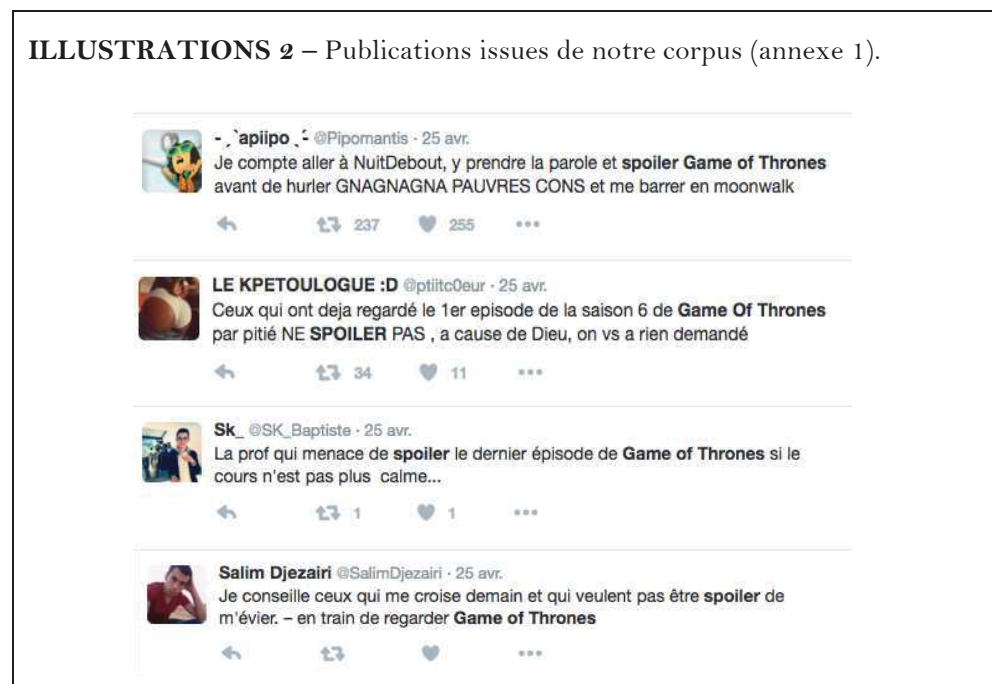 ILLUSTRATIONS 2 – Publications issues de notre corpus (annexe 1).
- ˏˋapiipo ˎˊ- @Pipomantis · 25 avr.
Je compte aller à NuitDebout, y prendre la parole et spoiler Game of Thrones
avant de hurler GNAGNAGNA PAUVRES CONS et me barrer en moonwalk
237 255
LE KPETOULOGUE :D @ptiitc0eur · 25 avr.
Ceux qui ont deja regardé le 1er episode de la saison 6 de Game Of Thrones
par pitié NE SPOILER PAS , a cause de Dieu, on vs a rien demandé
34 11
Sk_ @SK_Baptiste · 25 avr.
La prof qui menace de spoiler le dernier épisode de Game of Thrones si le
cours n'est pas plus calme...
1 1
Salim Djezairi @SalimDjezairi · 25 avr.
Je conseille ceux qui me croise demain et qui veulent pas être spoiler de
m'évier. – en train de regarder Game of Thrones